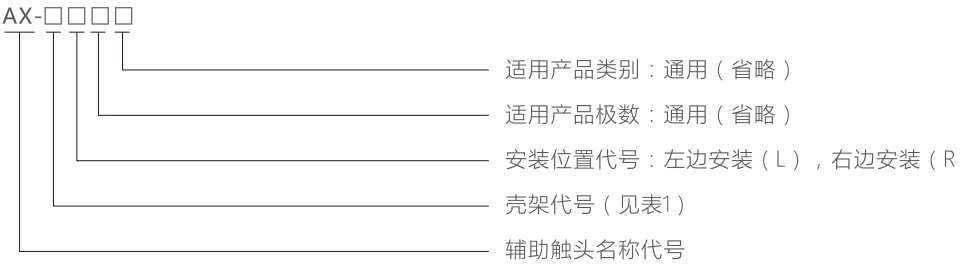 AX-□□□□
适用产品类别：通用（省略）
适用产品极数：通用（省略）
安装位置代号：左边安装（L），右边安装（R
壳架代号（见表1）
辅助触头名称代号